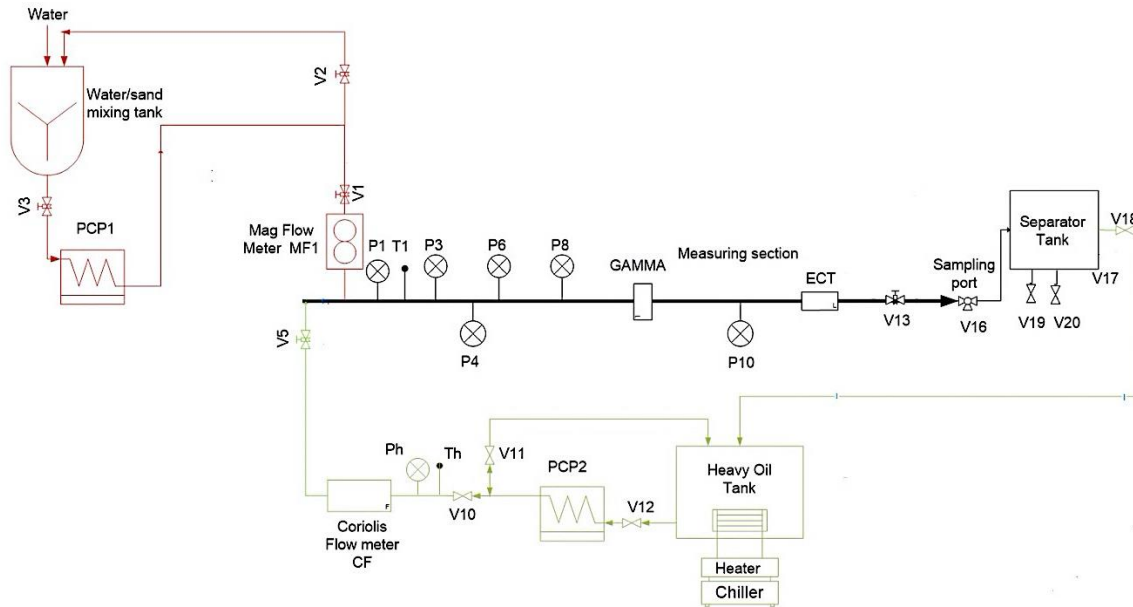 Water
V2
Water/sand
mixing tank
V3
PCP1
V1
Mag Flow
Meter MF1
P1
T1
P3
P6
P8
GAMMA
Measuring section
ECT
L
Sampling
port
Separator
Tank
V18
V17
V19
V20
V13
V16
V5
P4
P10
Ph
Th
V11
PCP2
Heavy Oil
Tank
V10
V12
F
Coriolis
Flow meter
CF
Heater
Chiller